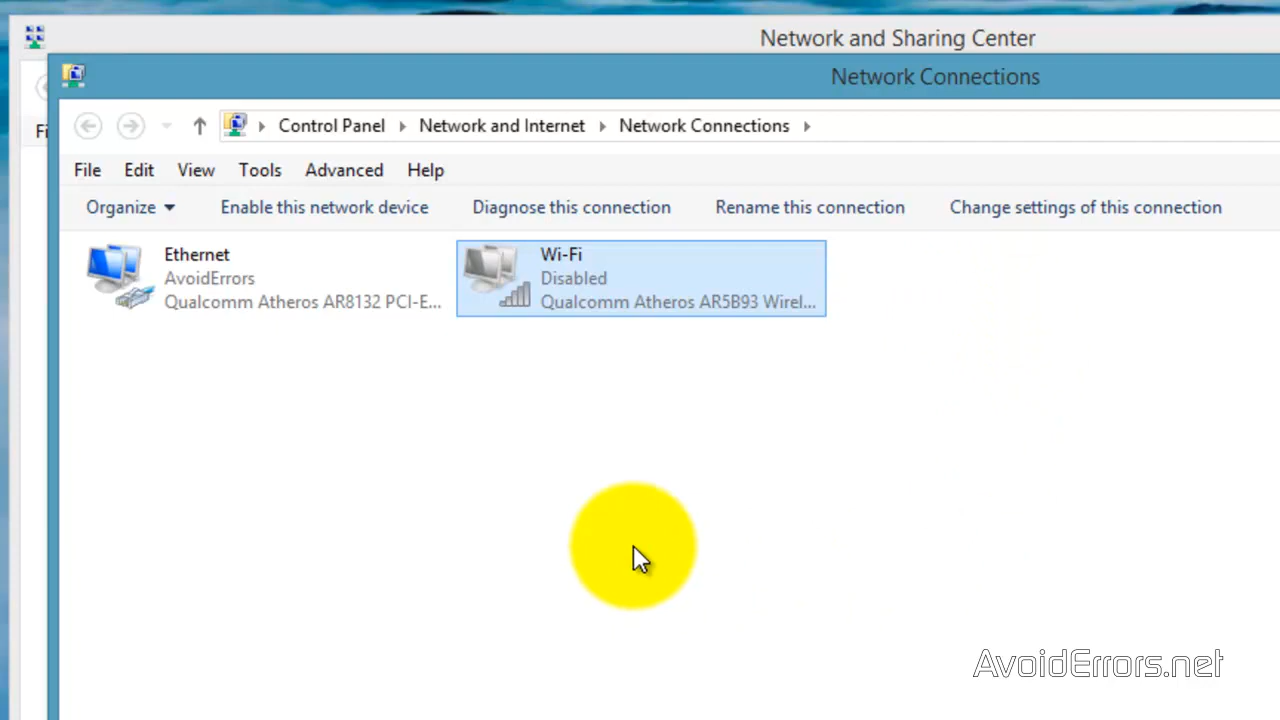 Network and Sharing Center
Network Connections
Control Panel Network and Internet Network Connections
Fi
File Edit View Tools Advanced Help
Organize Enable this network device Diagnose this connection Rename this connection Change settings of this connection
Ethernet
AvoidErrors
Qualcomm Atheros AR8132 PCI-E...
Wi-Fi
Disabled
Qualcomm Atheros AR5B93 Wirel...
AvoidErrors.net